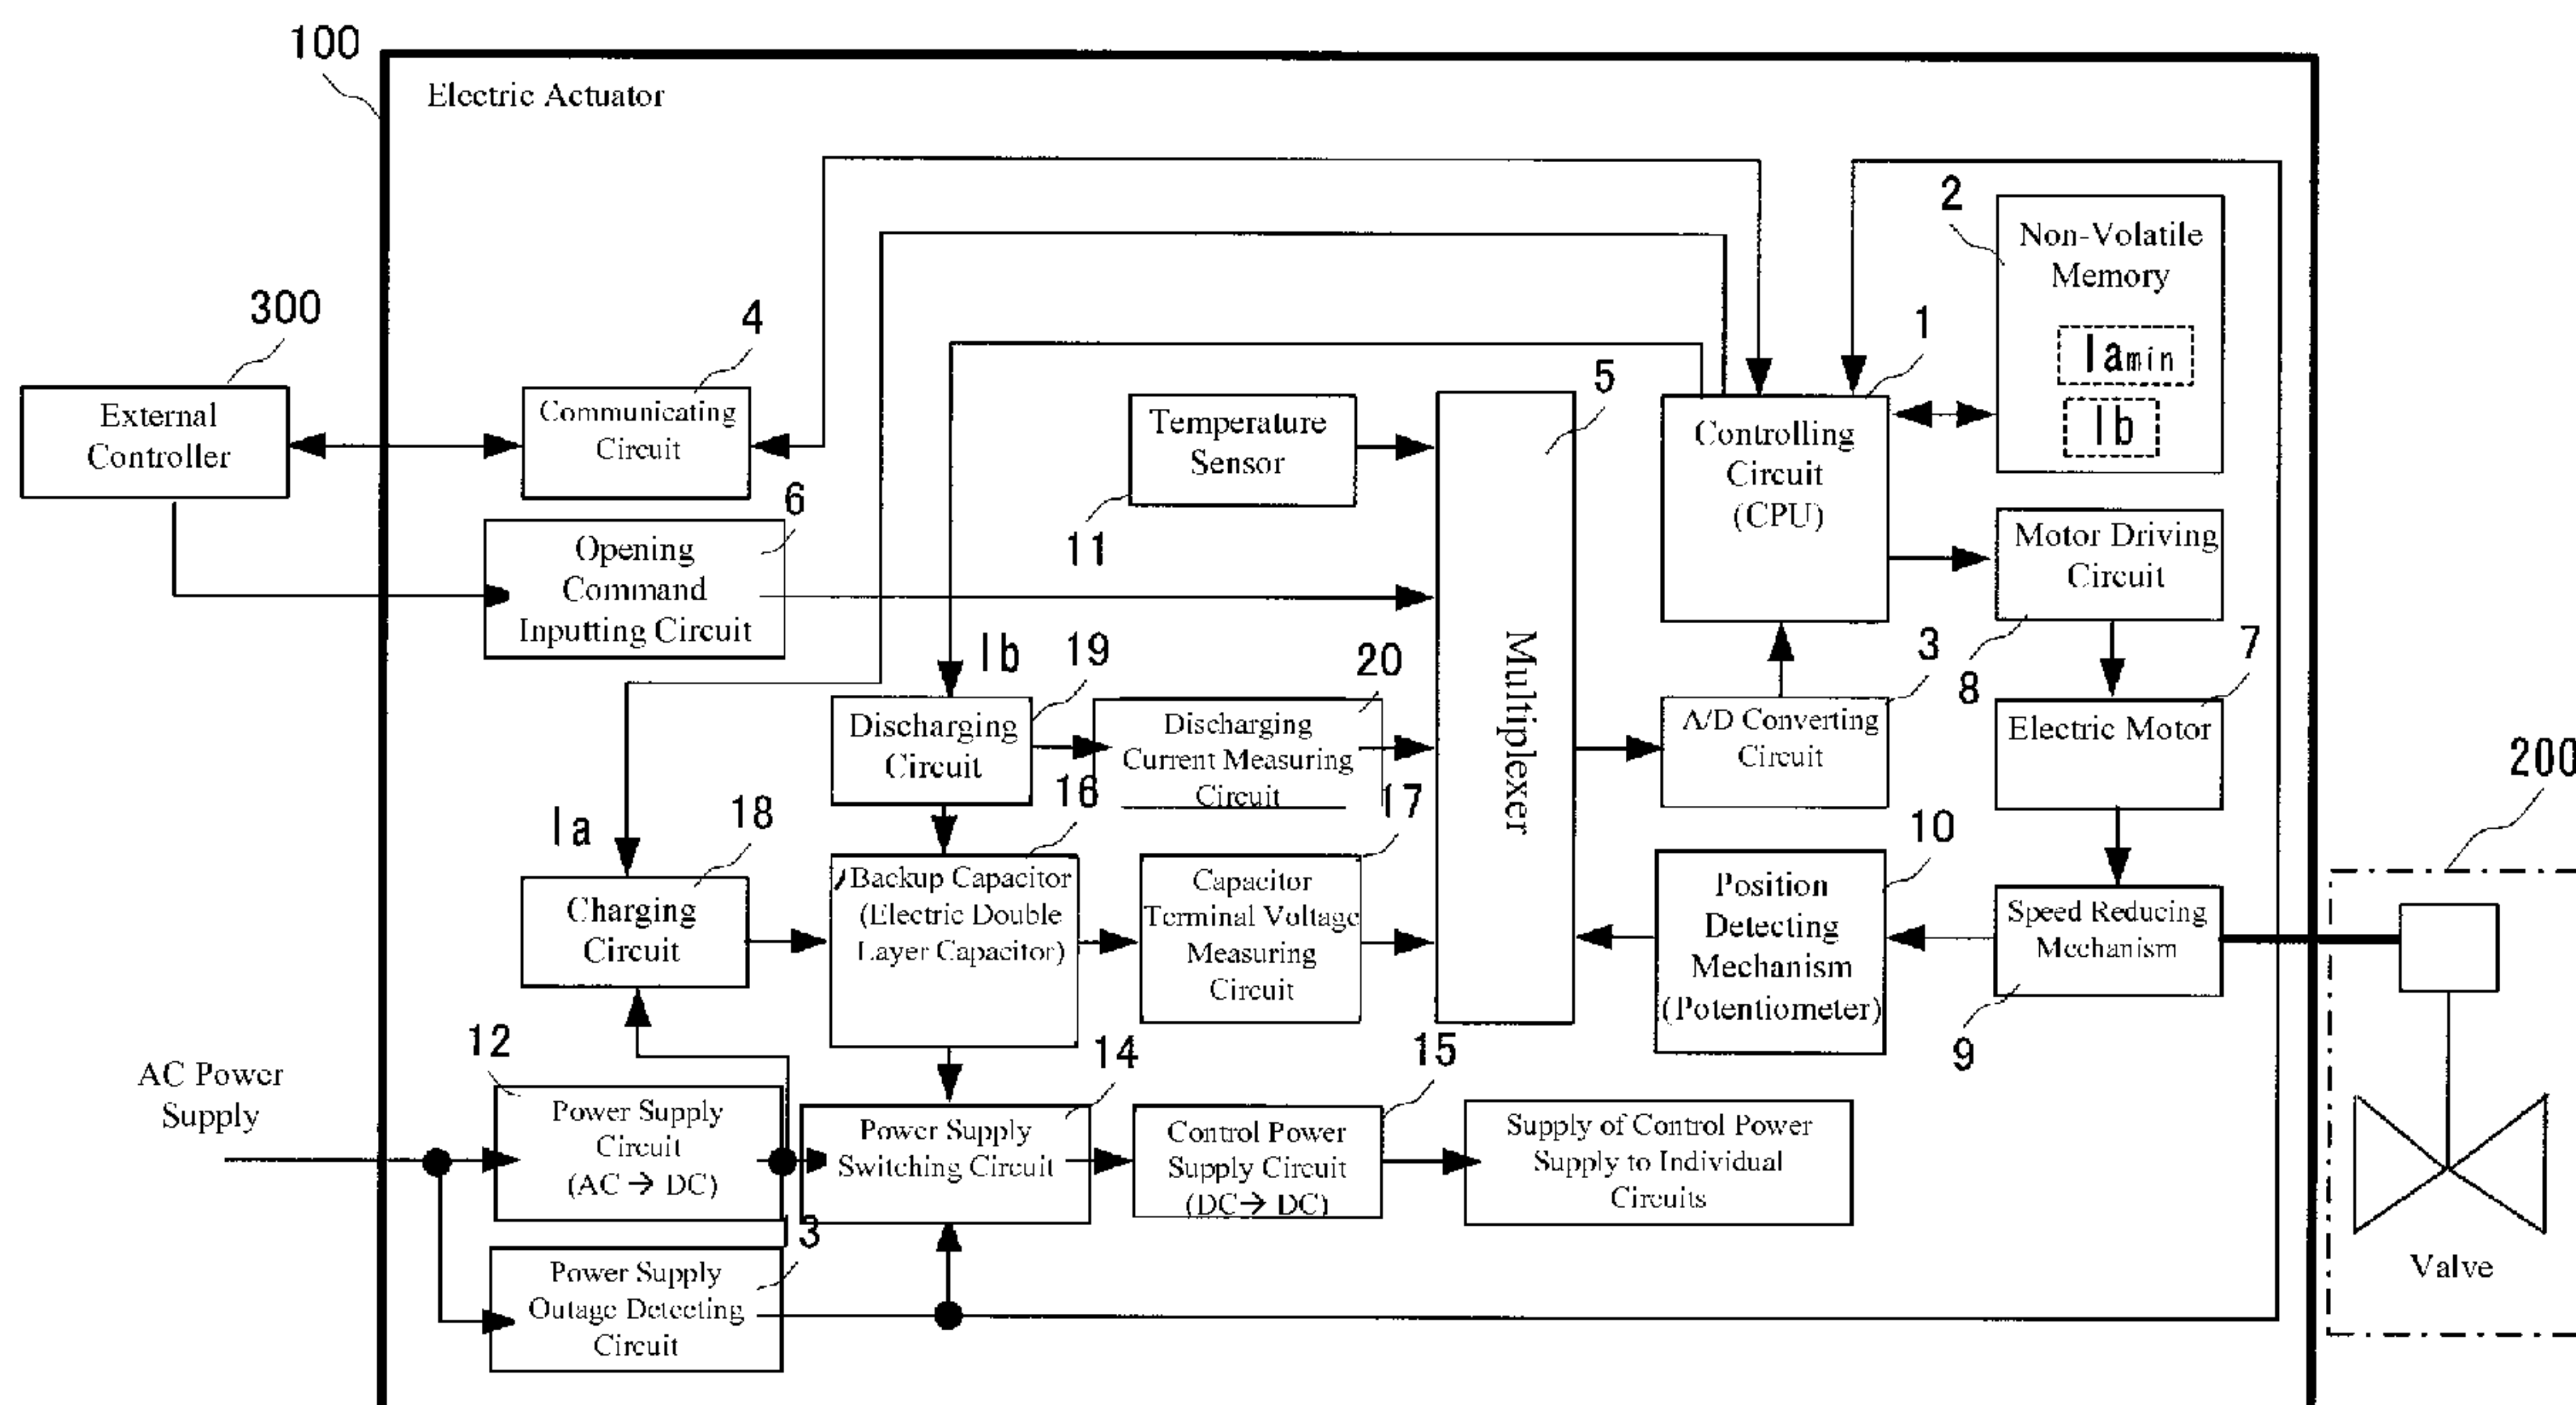 100
Electric Actuator
2
Non-Volatile
Memory
Iamin
Ib
300
External
Controller
4
Communicating
Circuit
6
Opening
Command
Inputting Circuit
Temperature
Sensor
11
5
Multiplexer
1
Controlling
Circuit
(CPU)
Motor Driving
Circuit
8
Ib
19
Discharging
Circuit
20
Discharging
Current Measuring
Circuit
3
A/D Converting
Circuit
7
Electric Motor
200
Ia
18
Charging
Circuit
16
Backup Capacitor
(Electric Double
Layer Capacitor)
17
Capacitor
Terminal Voltage
Measuring
Circuit
10
Position
Detecting
Mechanism
(Potentiometer)
Speed Reducing
Mechanism
9
AC Power
Supply
12
Power Supply
Circuit
(AC → DC)
14
Power Supply
Switching Circuit
15
Control Power
Supply Circuit
(DC → DC)
Supply of Control Power
Supply to Individual
Circuits
13
Power Supply
Outage Detecting
Circuit
Valve